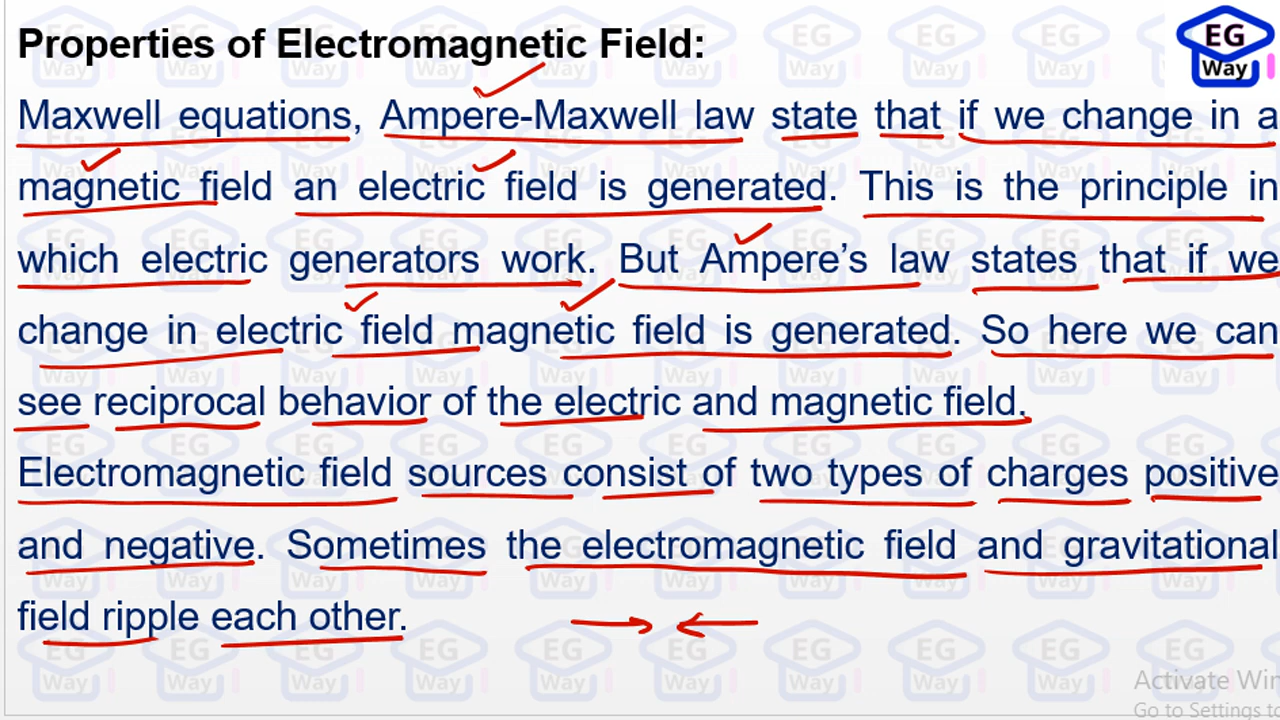 Properties of Electromagnetic Field:
EG
Way
Maxwell equations, Ampere-Maxwell law state that if we change in a
magnetic field an electric field is generated. This is the principle in
which electric generators work. But Ampere’s law states that if we
change in electric field magnetic field is generated. So here we can
see reciprocal behavior of the electric and magnetic field.
Electromagnetic field sources consist of two types of charges positive
and negative. Sometimes the electromagnetic field and gravitational
field ripple each other.
Activate Win
Go to Settings to